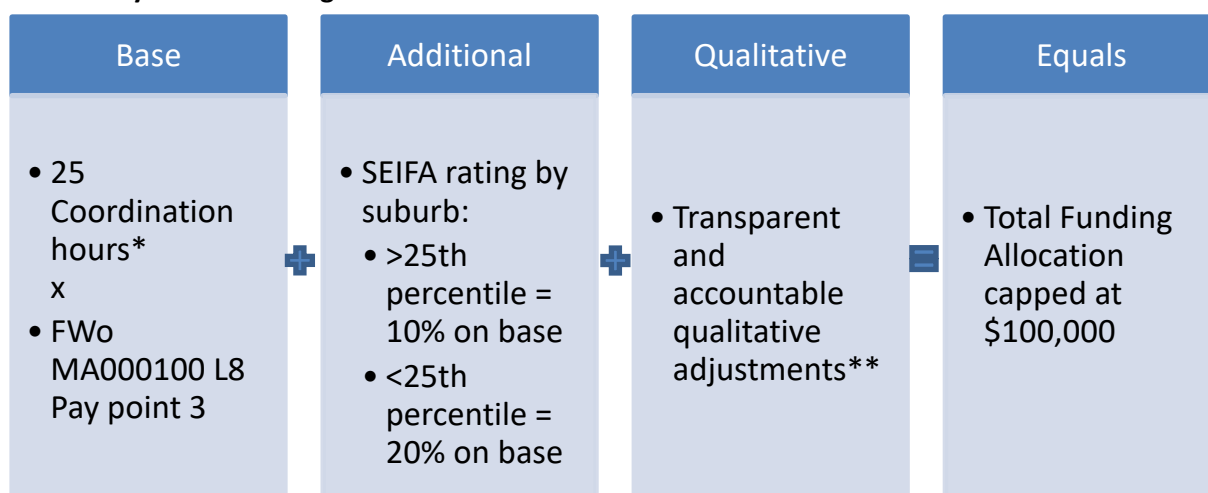 Base
• 25
Coordination
hours*
x
• FWo
MA000100 L8
Pay point 3
Additional
• SEIFA rating by
suburb:
• >25th
percentile =
10% on base
• <25th
percentile =
20% on base
Qualitative
• Transparent
and
accountable
qualitative
adjustments**
Equals
• Total Funding
Allocation
capped at
$100,000